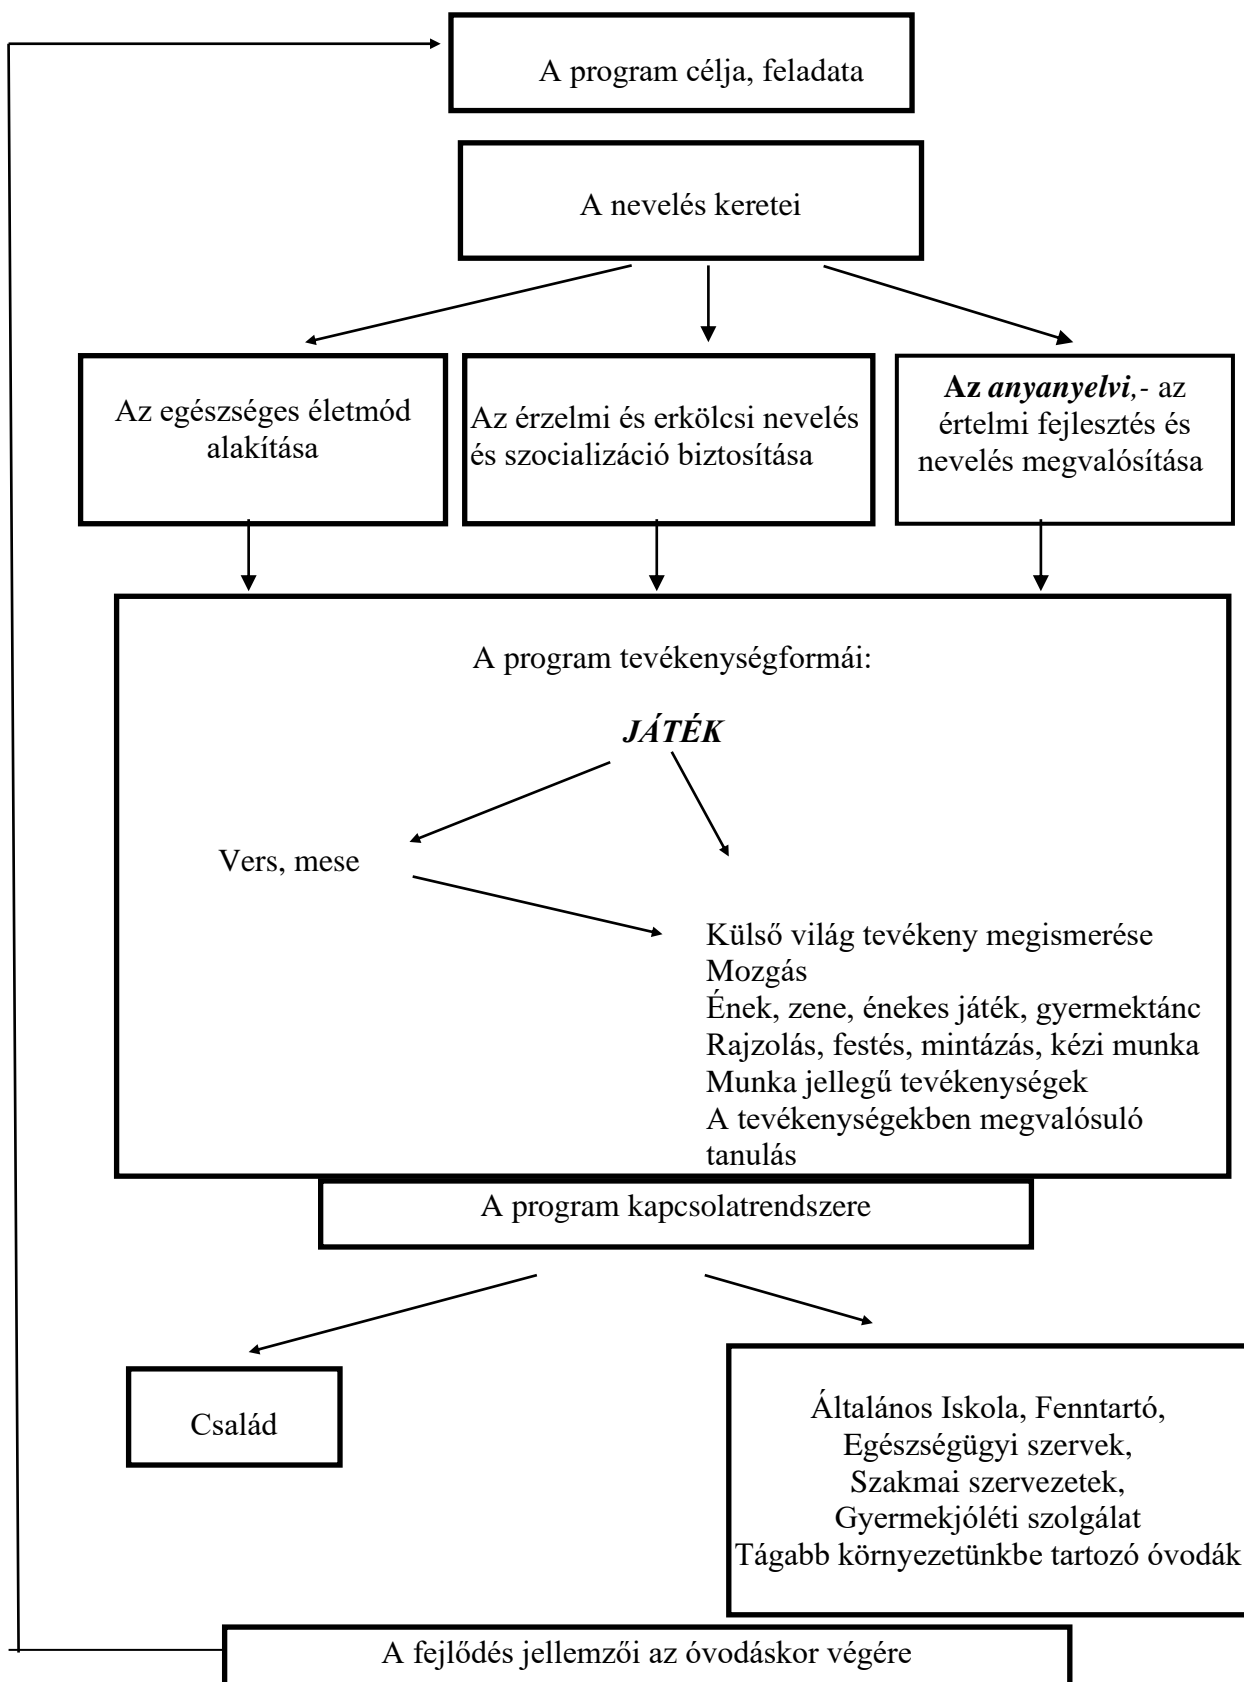 A program célja, feladata
A nevelés keretei
Az egészséges életmód
alakítása
Az érzelmi és erkölcsi nevelés
és szocializáció biztosítása
Az anyanyelvi,- az
értelmi fejlesztés és
nevelés megvalósítása
A program tevékenységformái:
JÁTÉK
Vers, mese
Külső világ tevékeny megismerése
Mozgás
Ének, zene, énekes játék, gyermektánc
Rajzolás, festés, mintázás, kézi munka
Munka jellegű tevékenységek
A tevékenységekben megvalósuló
tanulás
A program kapcsolatrendszere
Család
Általános Iskola, Fenntartó,
Egészségügyi szervek,
Szakmai szervezetek,
Gyermekjóléti szolgálat
Tágabb környezetünkbe tartozó óvodák
A fejlődés jellemzői az óvodáskor végére